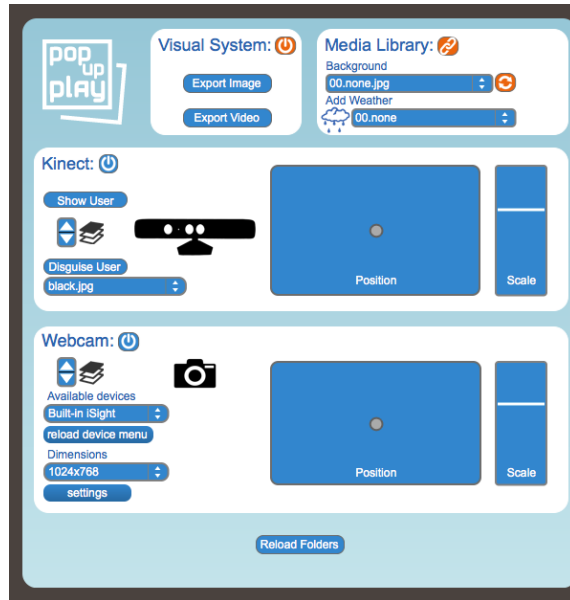 pop
up
play
Visual System:
Export Image
Export Video
Media Library:
Background
00.none.jpg
Add Weather
00.none
Kinect:
Show User
Disguise User
black.jpg
Position
Scale
Webcam:
Available devices
Built-in iSight
reload device menu
Dimensions
1024x768
settings
Position
Scale
Reload Folders